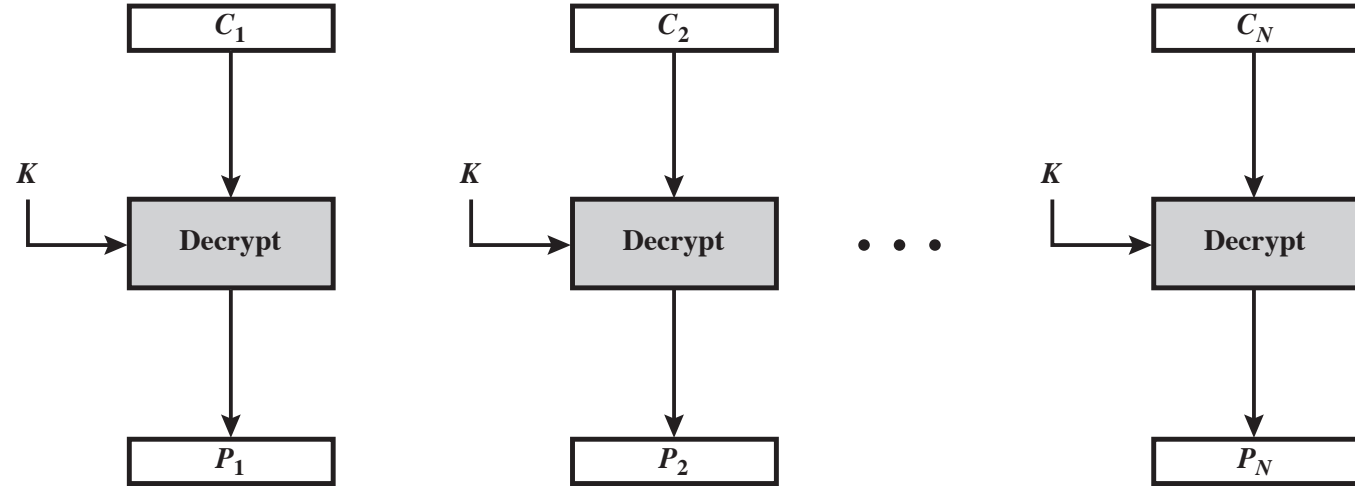 C1 C2 CN
K K K
Decrypt Decrypt • • • Decrypt
P1 P2 PN